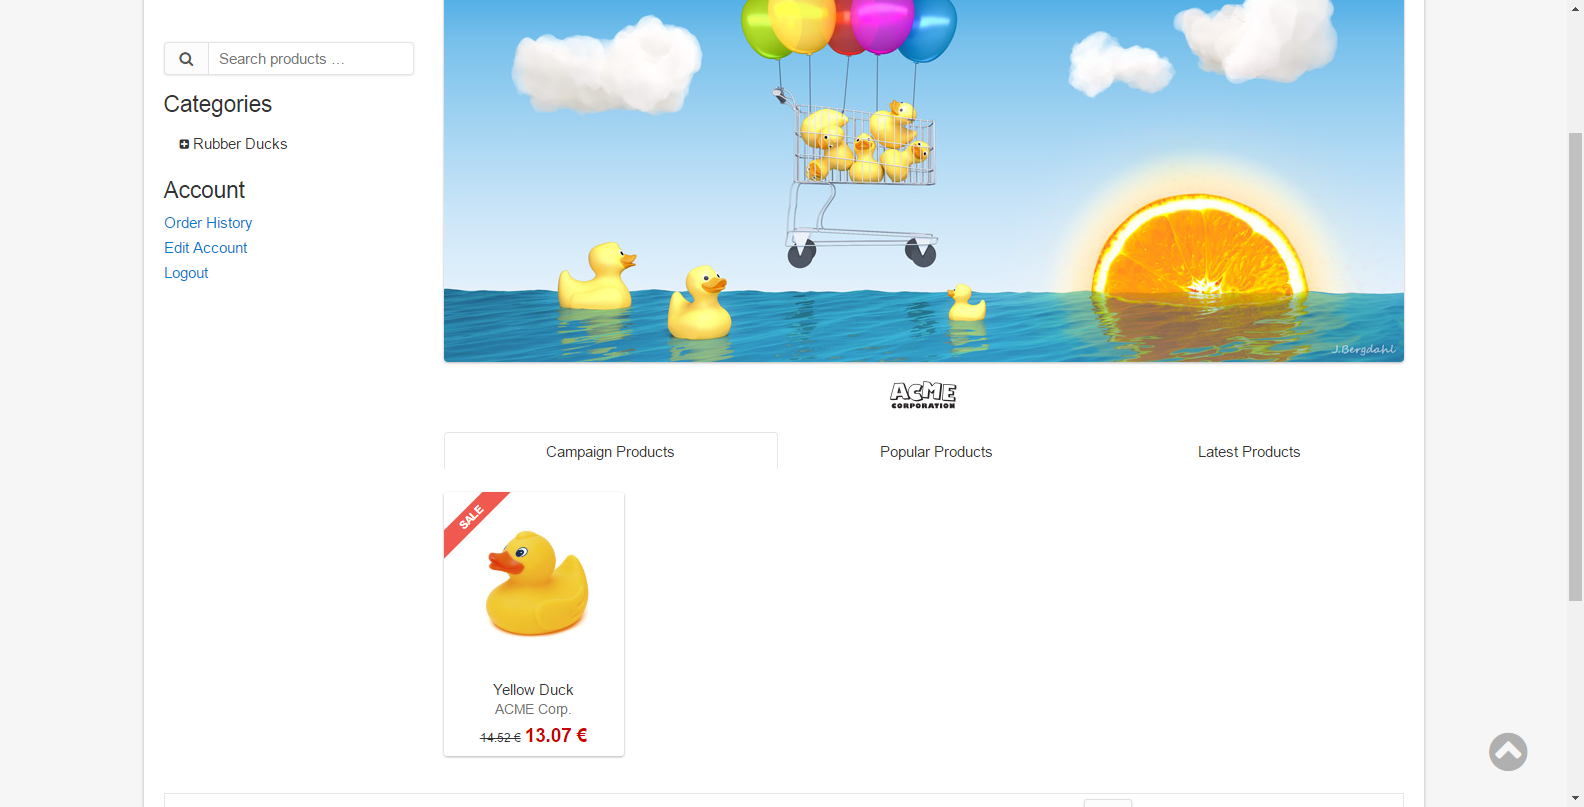 Search products …
Categories
Rubber Ducks
Account
Order History
Edit Account
Logout
J.Bergdahl
ACME
CORPORATION
Campaign Products
Popular Products
Latest Products
SALE
Yellow Duck
ACME Corp.
14.52 € 13.07 €